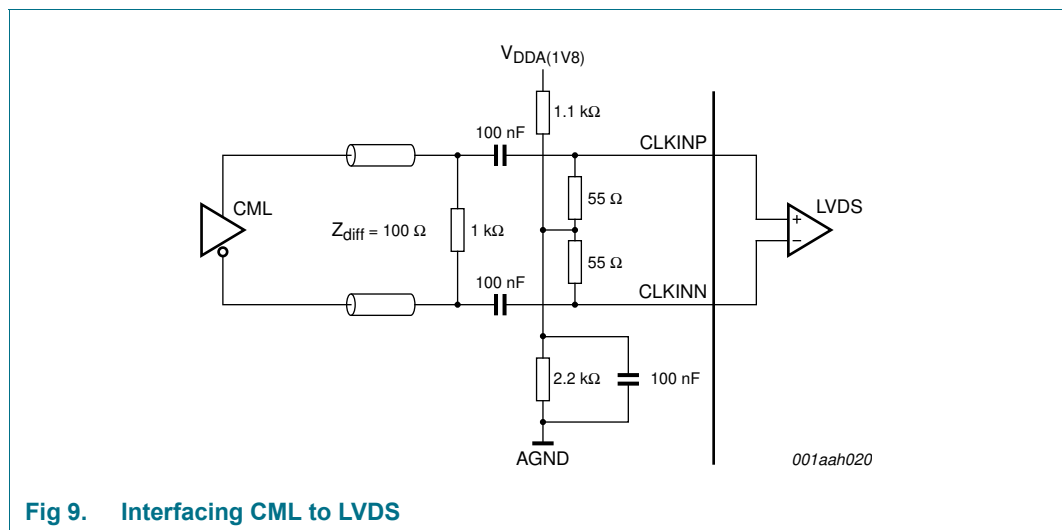 VDDA(1V8)
1.1 kΩ
100 nF
CLKINP
CML
55 Ω
LVDS
Zdiff = 100 Ω
1 kΩ
+
−
55 Ω
100 nF
CLKINN
2.2 kΩ
100 nF
AGND
001aah020
Fig 9. Interfacing CML to LVDS